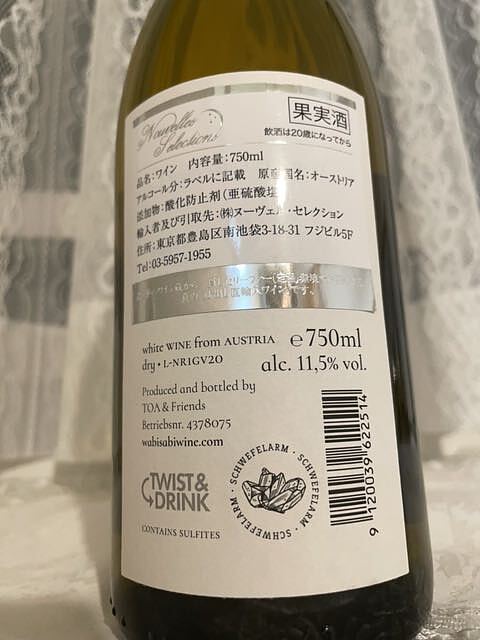 Nouvelles
Selections
果実酒
飲酒は20歳になってから
品名:ワイン 内容量:750ml
アルコール分:ラベルに記載 原産国名:オーストリア
添加物:酸化防止剤(亜硫酸塩
輸入者及び引取先:㈱ヌーヴェル・セレクション
住所:東京都豊島区南池袋3-18-31 フジビル5F
Tel:03-5957-1955
white WINE from AUSTRIA ℮750ml
dry • L-NR1GV20 alc. 11,5% vol.
Produced and bottled by
TOA & Friends
Betriebsnr. 4378075
wabisabiwine.com
TWIST&
DRINK
CONTAINS SULFITES
SCHWEFELARM · SCHWEFELARM · SCHWEFELARM ·
9 120039 622514